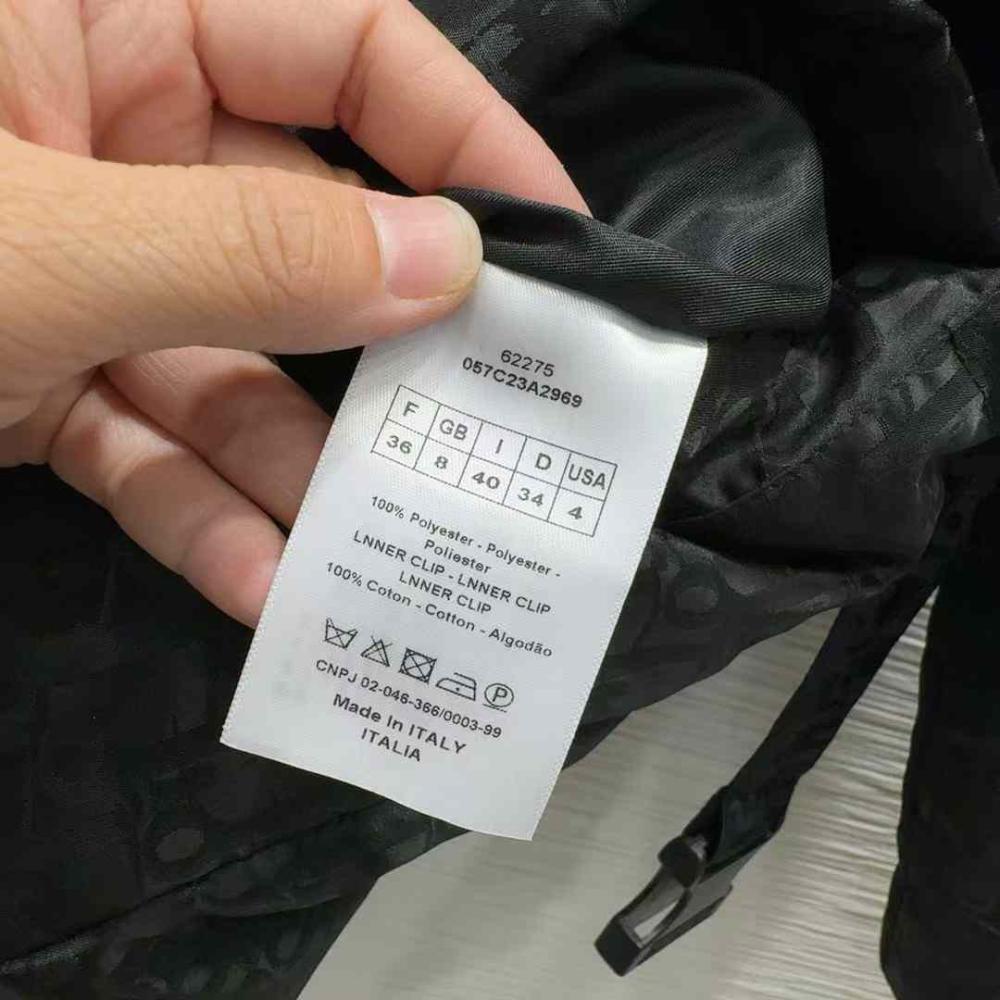 62275
057C23A2969
F GB I D USA
36 8 40 34 4
100% Polyester - Polyester -
Poliester
LNNER CLIP - LNNER CLIP
LNNER CLIP
100% Coton - Cotton - Algodão
P
CNPJ 02-046-366/0003-99
Made In ITALY
ITALIA